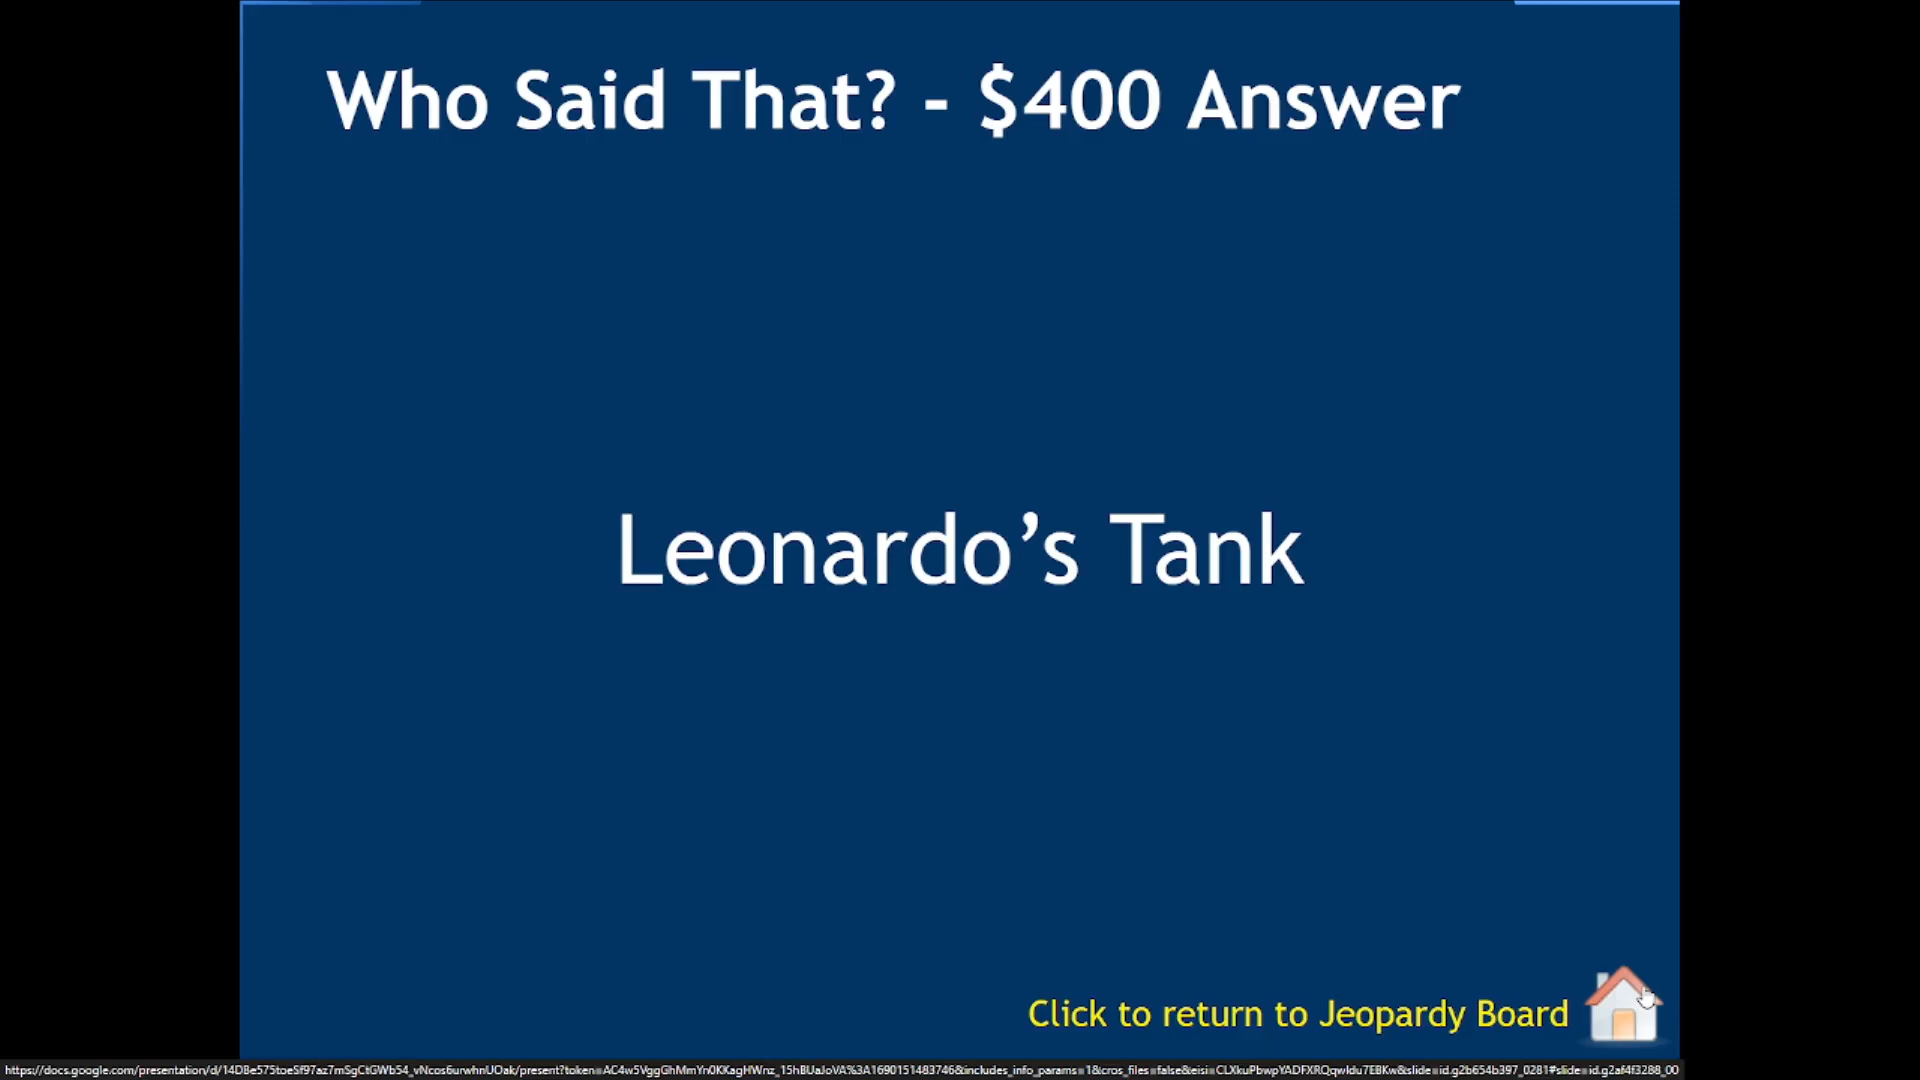 Who Said That? - $400 Answer
Leonardo’s Tank
Click to return to Jeopardy Board